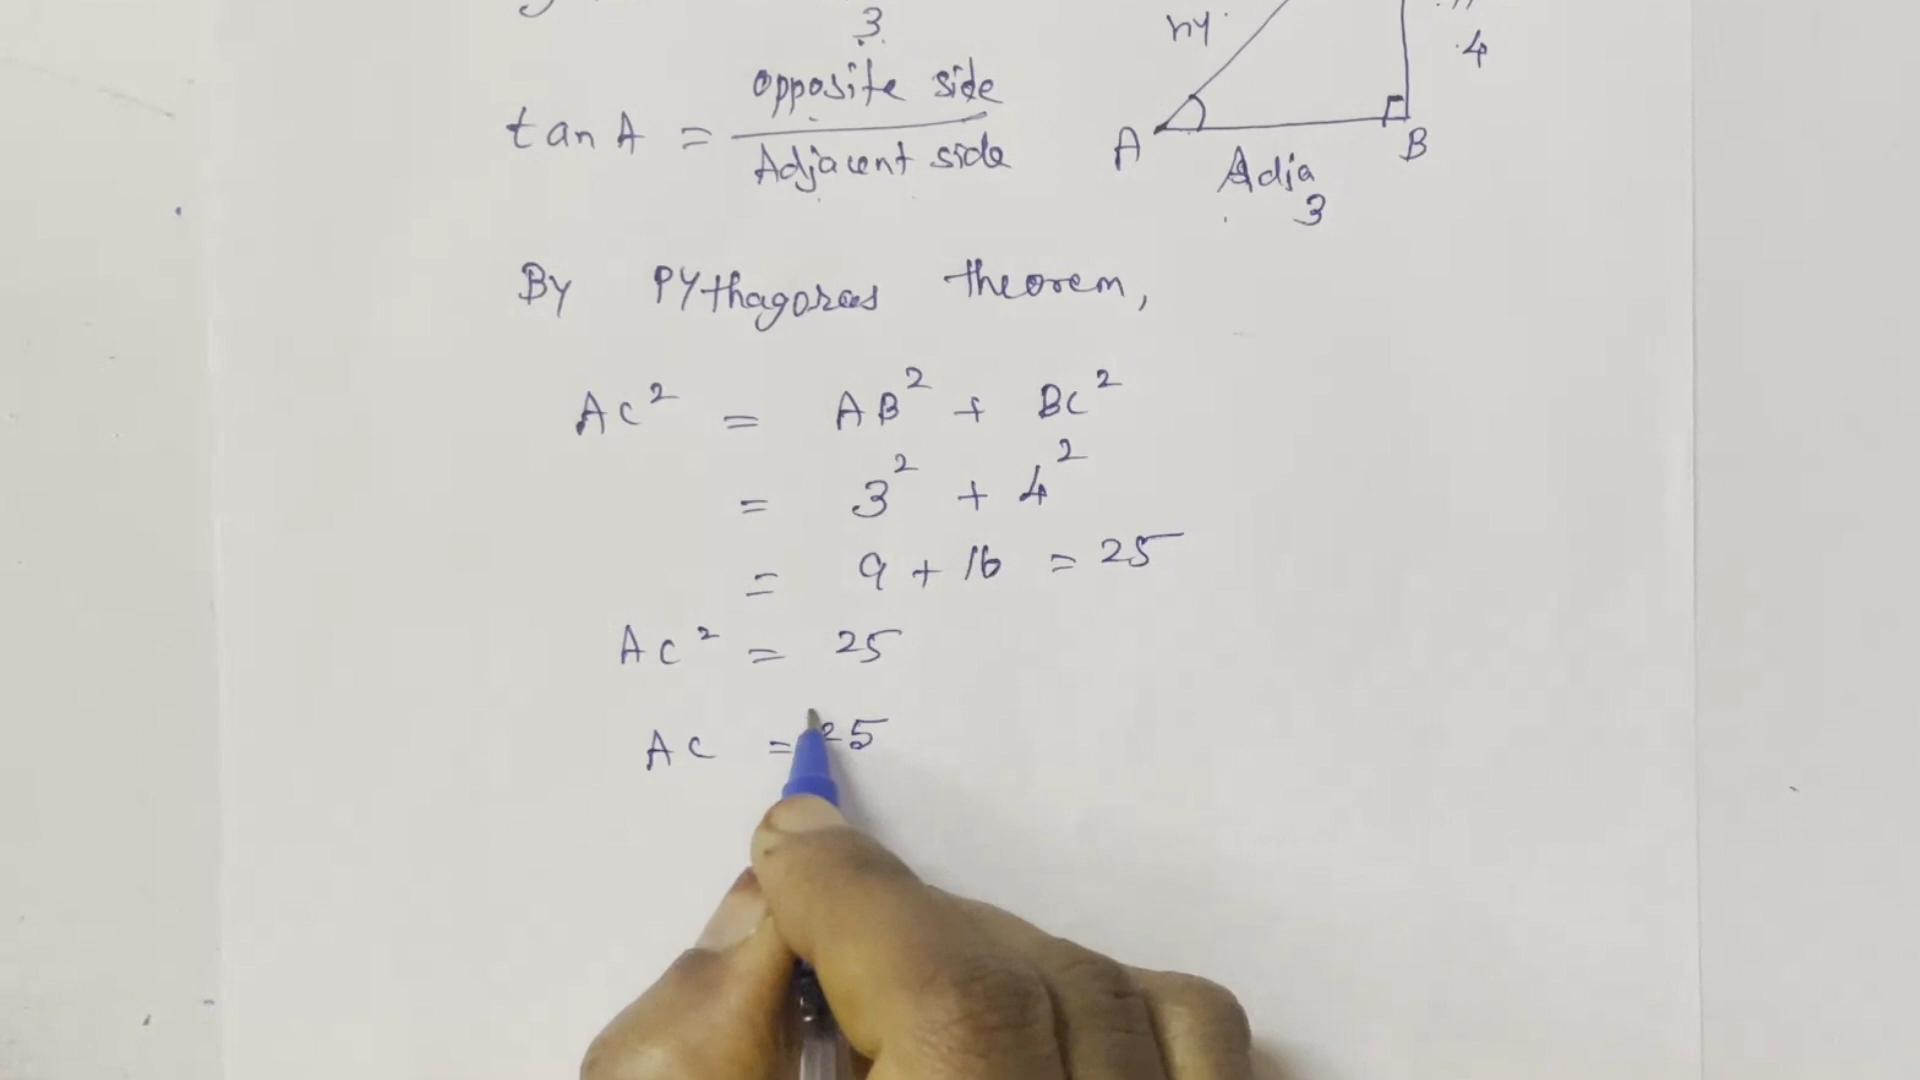 3
tan A = opposite side / Adjacent side
hy
4
A
B
Adja
3
By PYthagoras theorem,
AC² = AB² + BC²
= 3² + 4²
= 9 + 16 = 25
AC² = 25
AC = 25